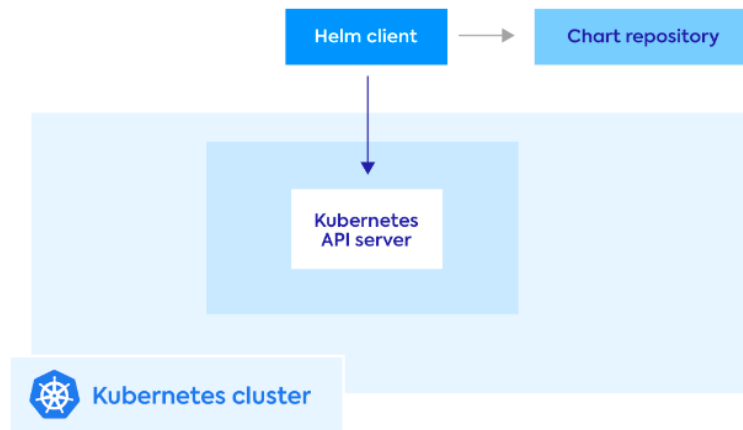 Helm client
Chart repository
Kubernetes
API server
Kubernetes cluster